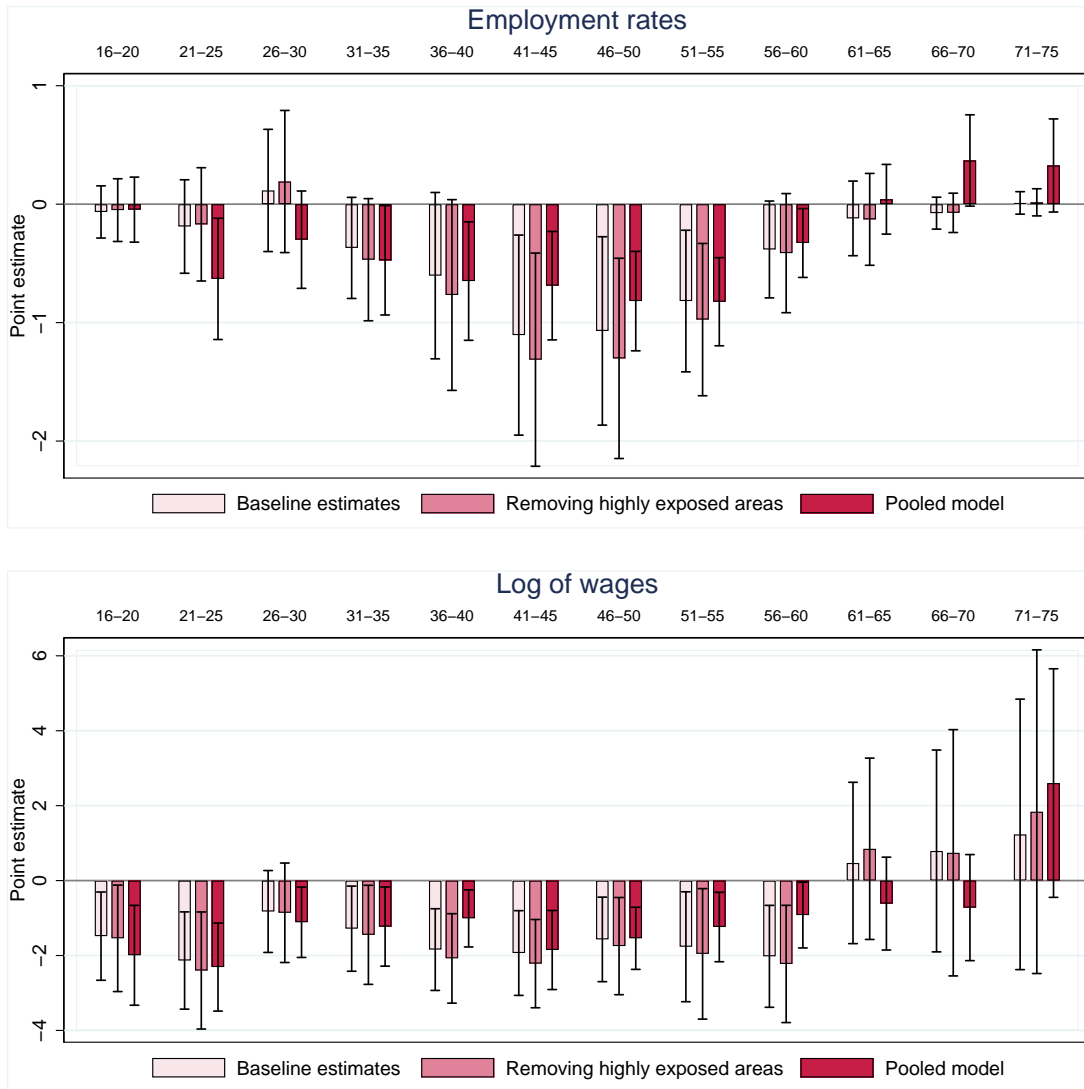 Employment rates
16–20 21–25 26–30 31–35 36–40 41–45 46–50 51–55 56–60 61–65 66–70 71–75
Point estimate
1
0
−1
−2
Baseline estimates Removing highly exposed areas Pooled model
Log of wages
16–20 21–25 26–30 31–35 36–40 41–45 46–50 51–55 56–60 61–65 66–70 71–75
Point estimate
6
4
2
0
−2
−4
Baseline estimates Removing highly exposed areas Pooled model